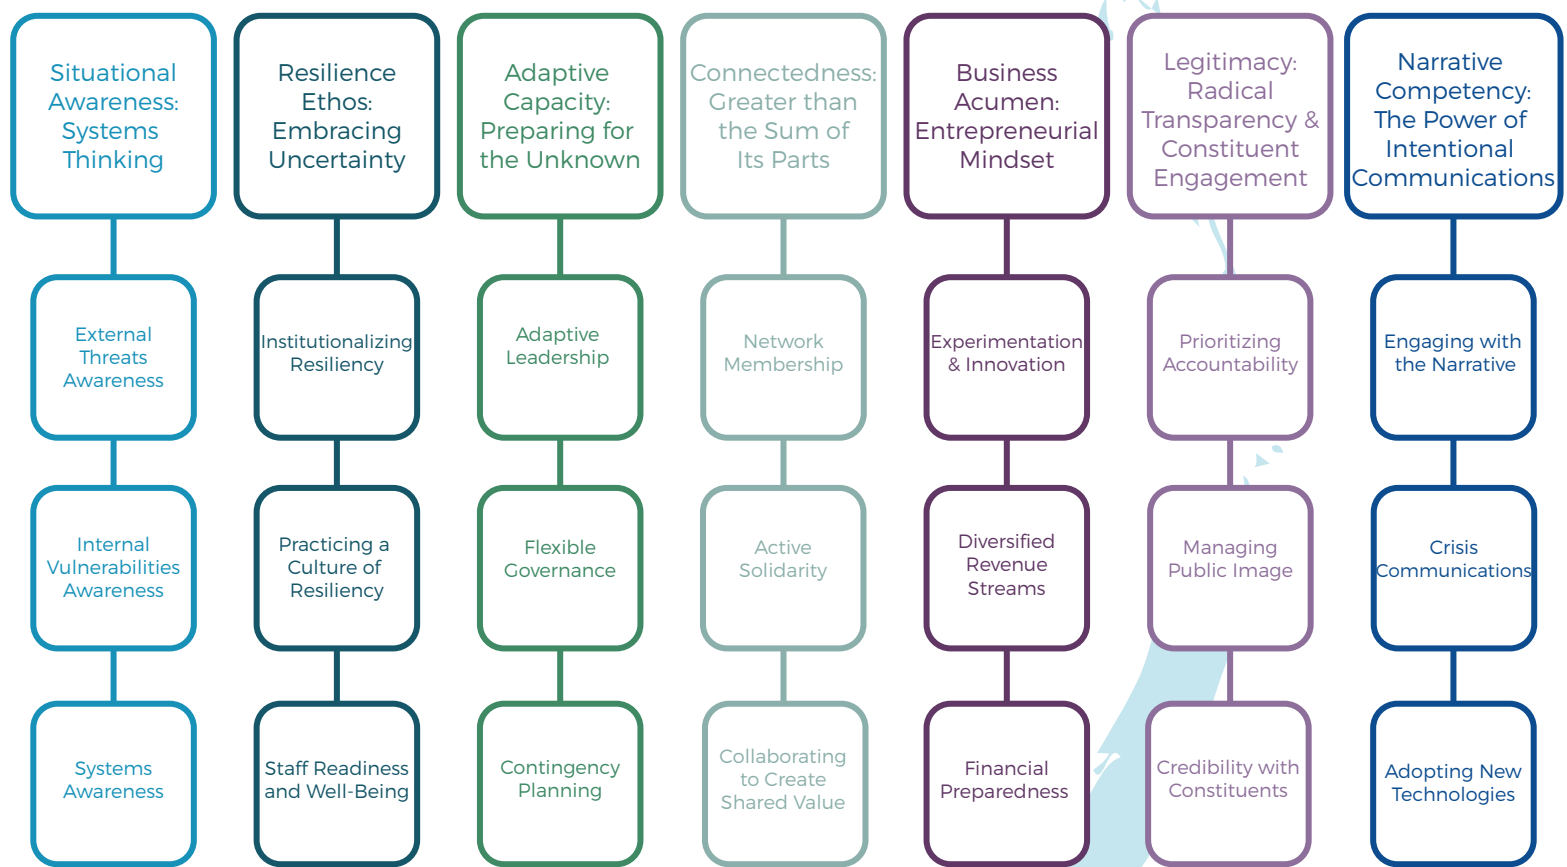 Situational
Awareness:
Systems
Thinking
External
Threats
Awareness
Internal
Vulnerabilities
Awareness
Systems
Awareness
Resilience
Ethos:
Embracing
Uncertainty
Institutionalizing
Resiliency
Practicing a
Culture of
Resiliency
Staff Readiness
and Well-Being
Adaptive
Capacity:
Preparing for
the Unknown
Adaptive
Leadership
Flexible
Governance
Contingency
Planning
Connectedness:
Greater than
the Sum of
Its Parts
Network
Membership
Active
Solidarity
Collaborating
to Create
Shared Value
Business
Acumen:
Entrepreneurial
Mindset
Experimentation
& Innovation
Diversified
Revenue
Streams
Financial
Preparedness
Legitimacy:
Radical
Transparency &
Constituent
Engagement
Prioritizing
Accountability
Managing
Public Image
Credibility with
Constituents
Narrative
Competency:
The Power of
Intentional
Communications
Engaging with
the Narrative
Crisis
Communications
Adopting New
Technologies